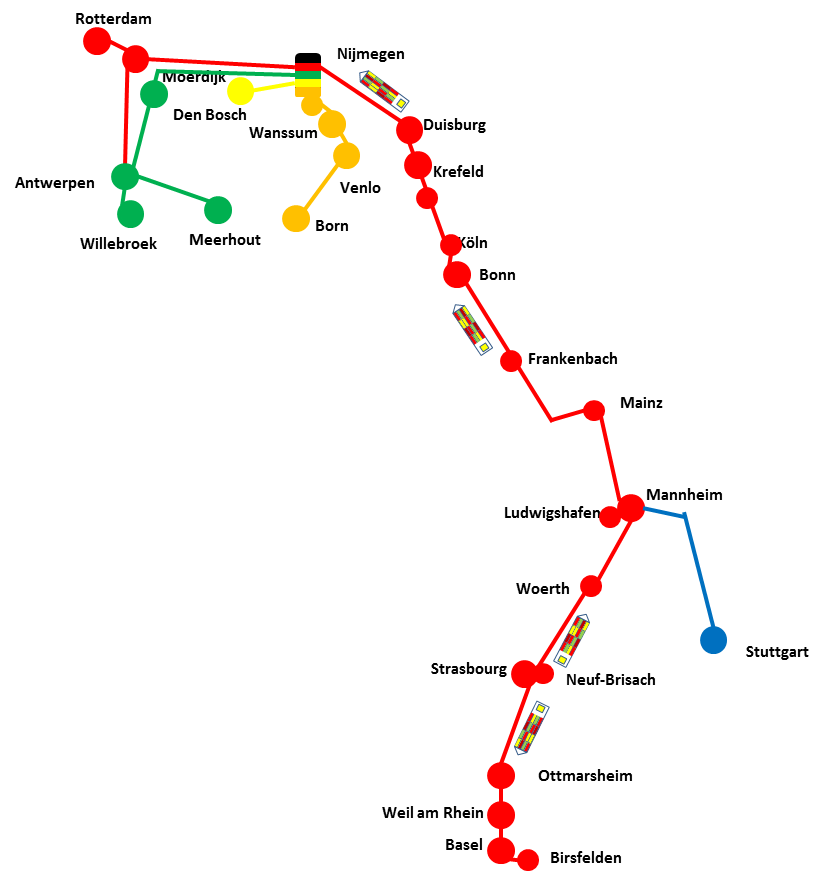 Rotterdam
Nijmegen
Moerdijk
Den Bosch
Duisburg
Wanssum
Krefeld
Antwerpen
Venlo
Born
Willebroek
Meerhout
Köln
Bonn
Frankenbach
Mainz
Mannheim
Ludwigshafen
Woerth
Stuttgart
Strasbourg
Neuf-Brisach
Ottmarsheim
Weil am Rhein
Basel
Birsfelden